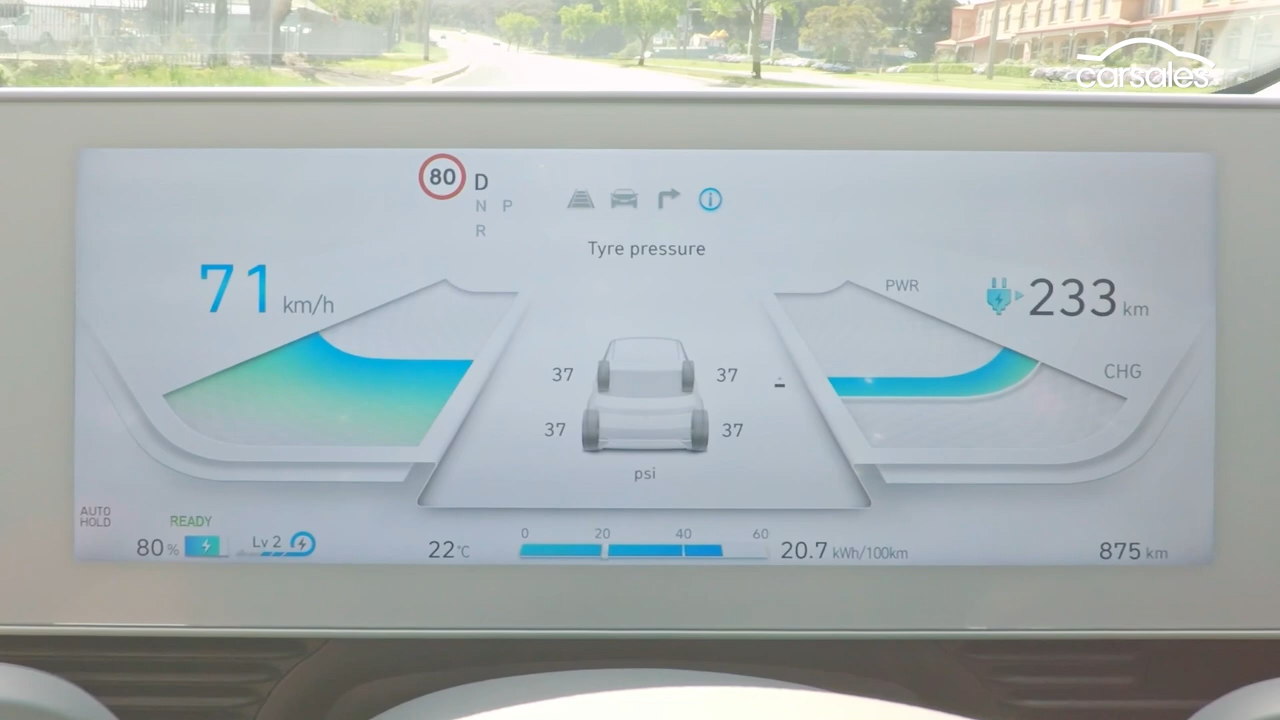 carsales
80 D
N P
R
Tyre pressure
71 km/h
PWR
233 km
CHG
37 37
37 37
psi
AUTO
HOLD
READY
80 %
Lv 2
22°C
0 20 40 60
20.7 kWh/100km
875 km